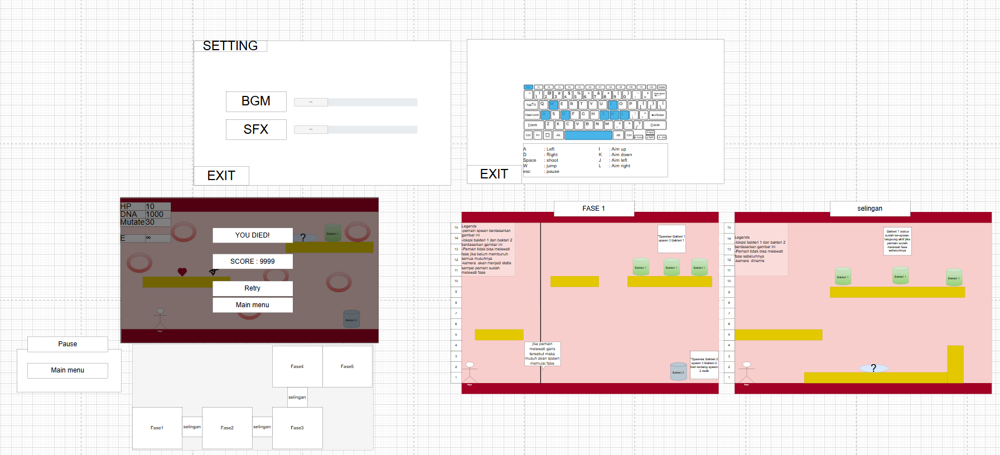 SETTING
BGM
SFX
EXIT
Q W E R T Y U I O P
A S D F G H J K L
Z X C V B N M
A : Left
D : Right
Space : shoot
W : jump
esc : pause
I : Aim up
K : Aim down
J : Aim left
L : Aim right
EXIT
HP 10
DNA 1000
Mutate 30
E ∞
YOU DIED!
SCORE : 9999
Retry
Main menu
?
Bakteri 1
Bakteri 2
Player
Pause
Main menu
Fase4
Fase5
selingan
Fase1
selingan
Fase2
selingan
Fase3
FASE 1
15
14
13
12
11
10
9
8
7
6
5
4
3
2
1
Legends
-pemain spwan berdasarkan
gambar ini
-lokasi bakteri 1 dan bakteri 2
berdasarkan gambar ini
-Pemain tidak bisa melewati
fase jika belum membunuh
semua musuhnya
-kamera akan menjadi statis
sampai pemain sudah
melewati fase
*Spawner Bakteri 1
spawn 3 Bakteri 1
Bakteri 1
Bakteri 1
Bakteri 1
jika pemain
melewati garis
tersebut maka
musuh akan spawn
memulai fase
Bakteri 2
*Spawner Bakteri 2
spawn 3 Bakteri 2
beri rentang spawn
2 detik
Player
selingan
15
14
13
12
11
10
9
8
7
6
5
4
3
2
1
Legends
-lokasi bakteri 1 dan bakteri 2
berdasarkan gambar ini
-Pemain tidak bisa melewati
fase sebelumnya
-kamera dinamis
Bakteri 1 status
sudah ter-spwan.
langsung aktif jika
pemain sudah
melewati fase
sebelumnya
Bakteri 1
Bakteri 1
Bakteri 1
?
Player